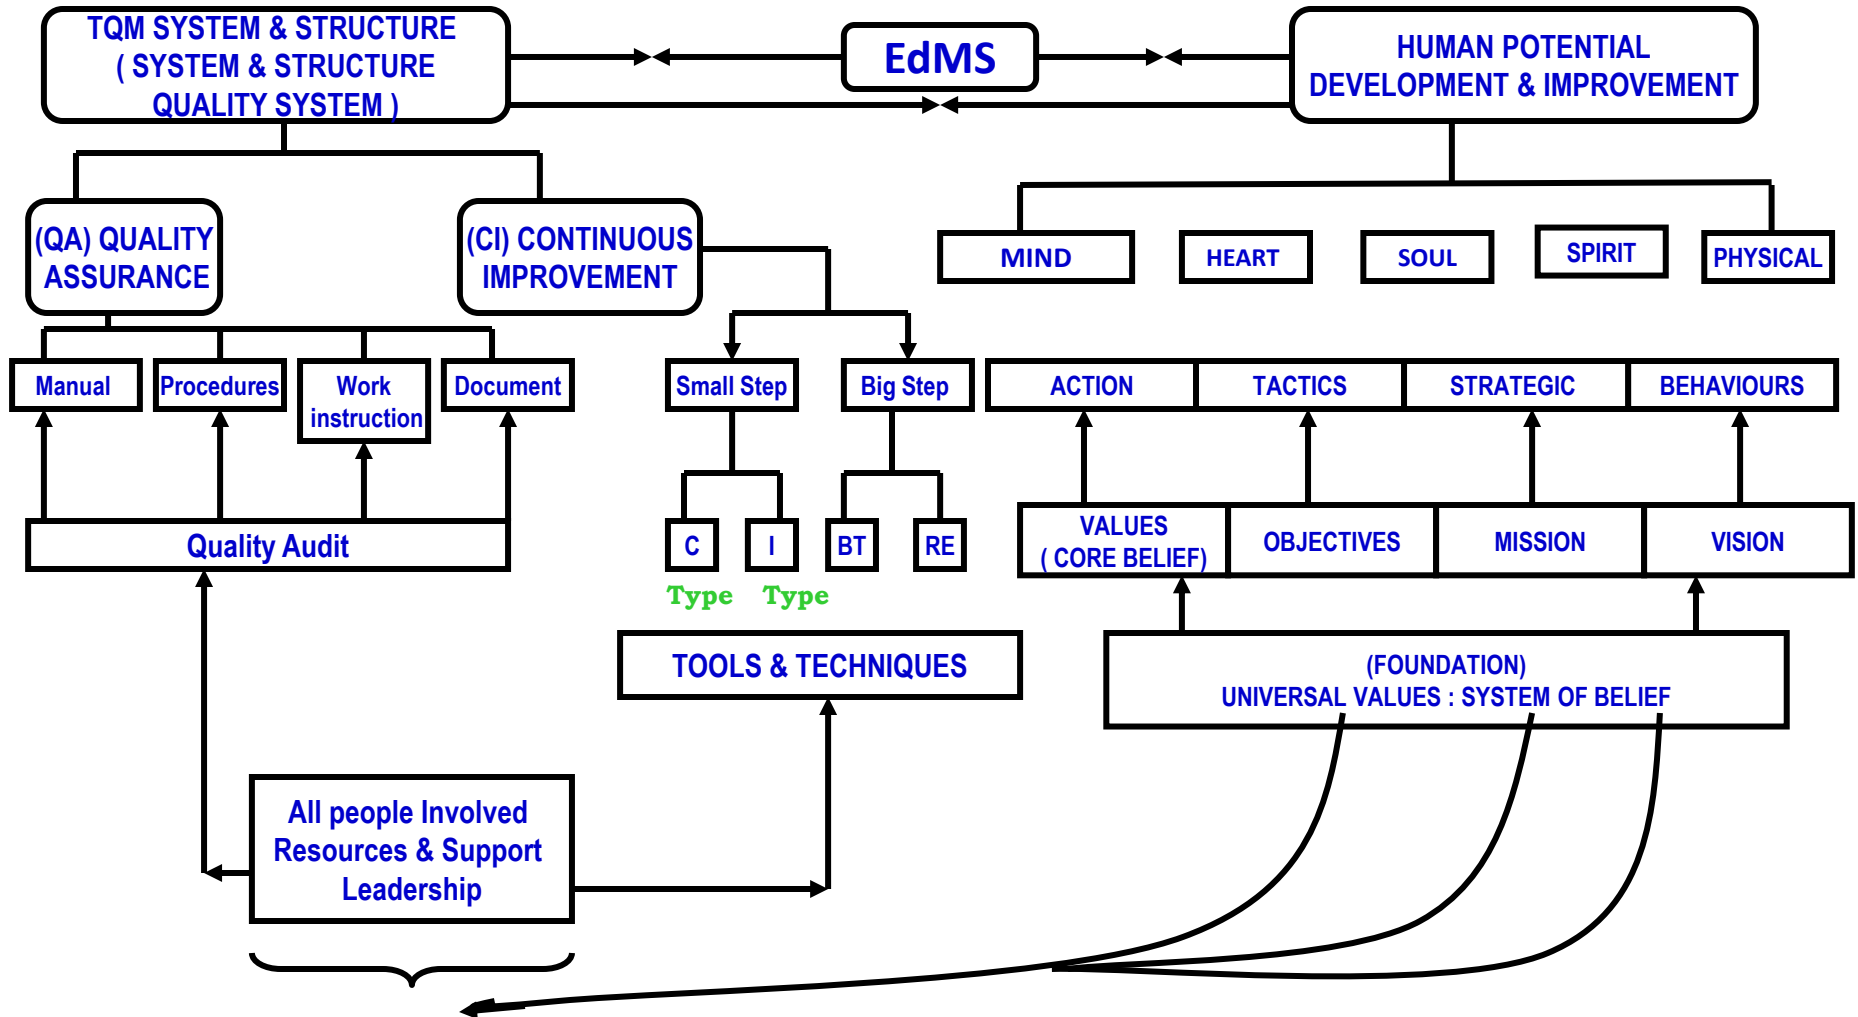 TQM SYSTEM & STRUCTURE
( SYSTEM & STRUCTURE
QUALITY SYSTEM )
EdMS
HUMAN POTENTIAL
DEVELOPMENT & IMPROVEMENT
(QA) QUALITY
ASSURANCE
(CI) CONTINUOUS
IMPROVEMENT
MIND
HEART
SOUL
SPIRIT
PHYSICAL
Manual
Procedures
Work
instruction
Document
Small Step
Big Step
ACTION
TACTICS
STRATEGIC
BEHAVIOURS
Quality Audit
C
I
BT
RE
Type
Type
VALUES
( CORE BELIEF)
OBJECTIVES
MISSION
VISION
TOOLS & TECHNIQUES
(FOUNDATION)
UNIVERSAL VALUES : SYSTEM OF BELIEF
All people Involved
Resources & Support
Leadership